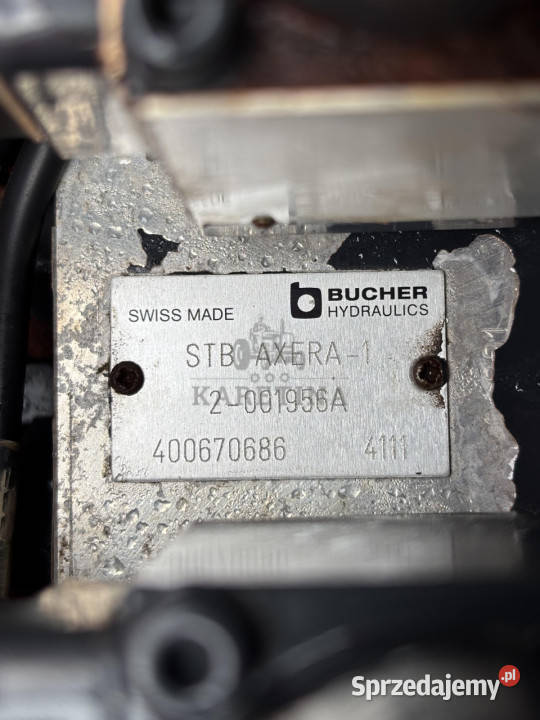 SWISS MADE
BUCHER
HYDRAULICS
STB AXERA-1
2-001956A
400670686 4111
Sprzedajemy.pl